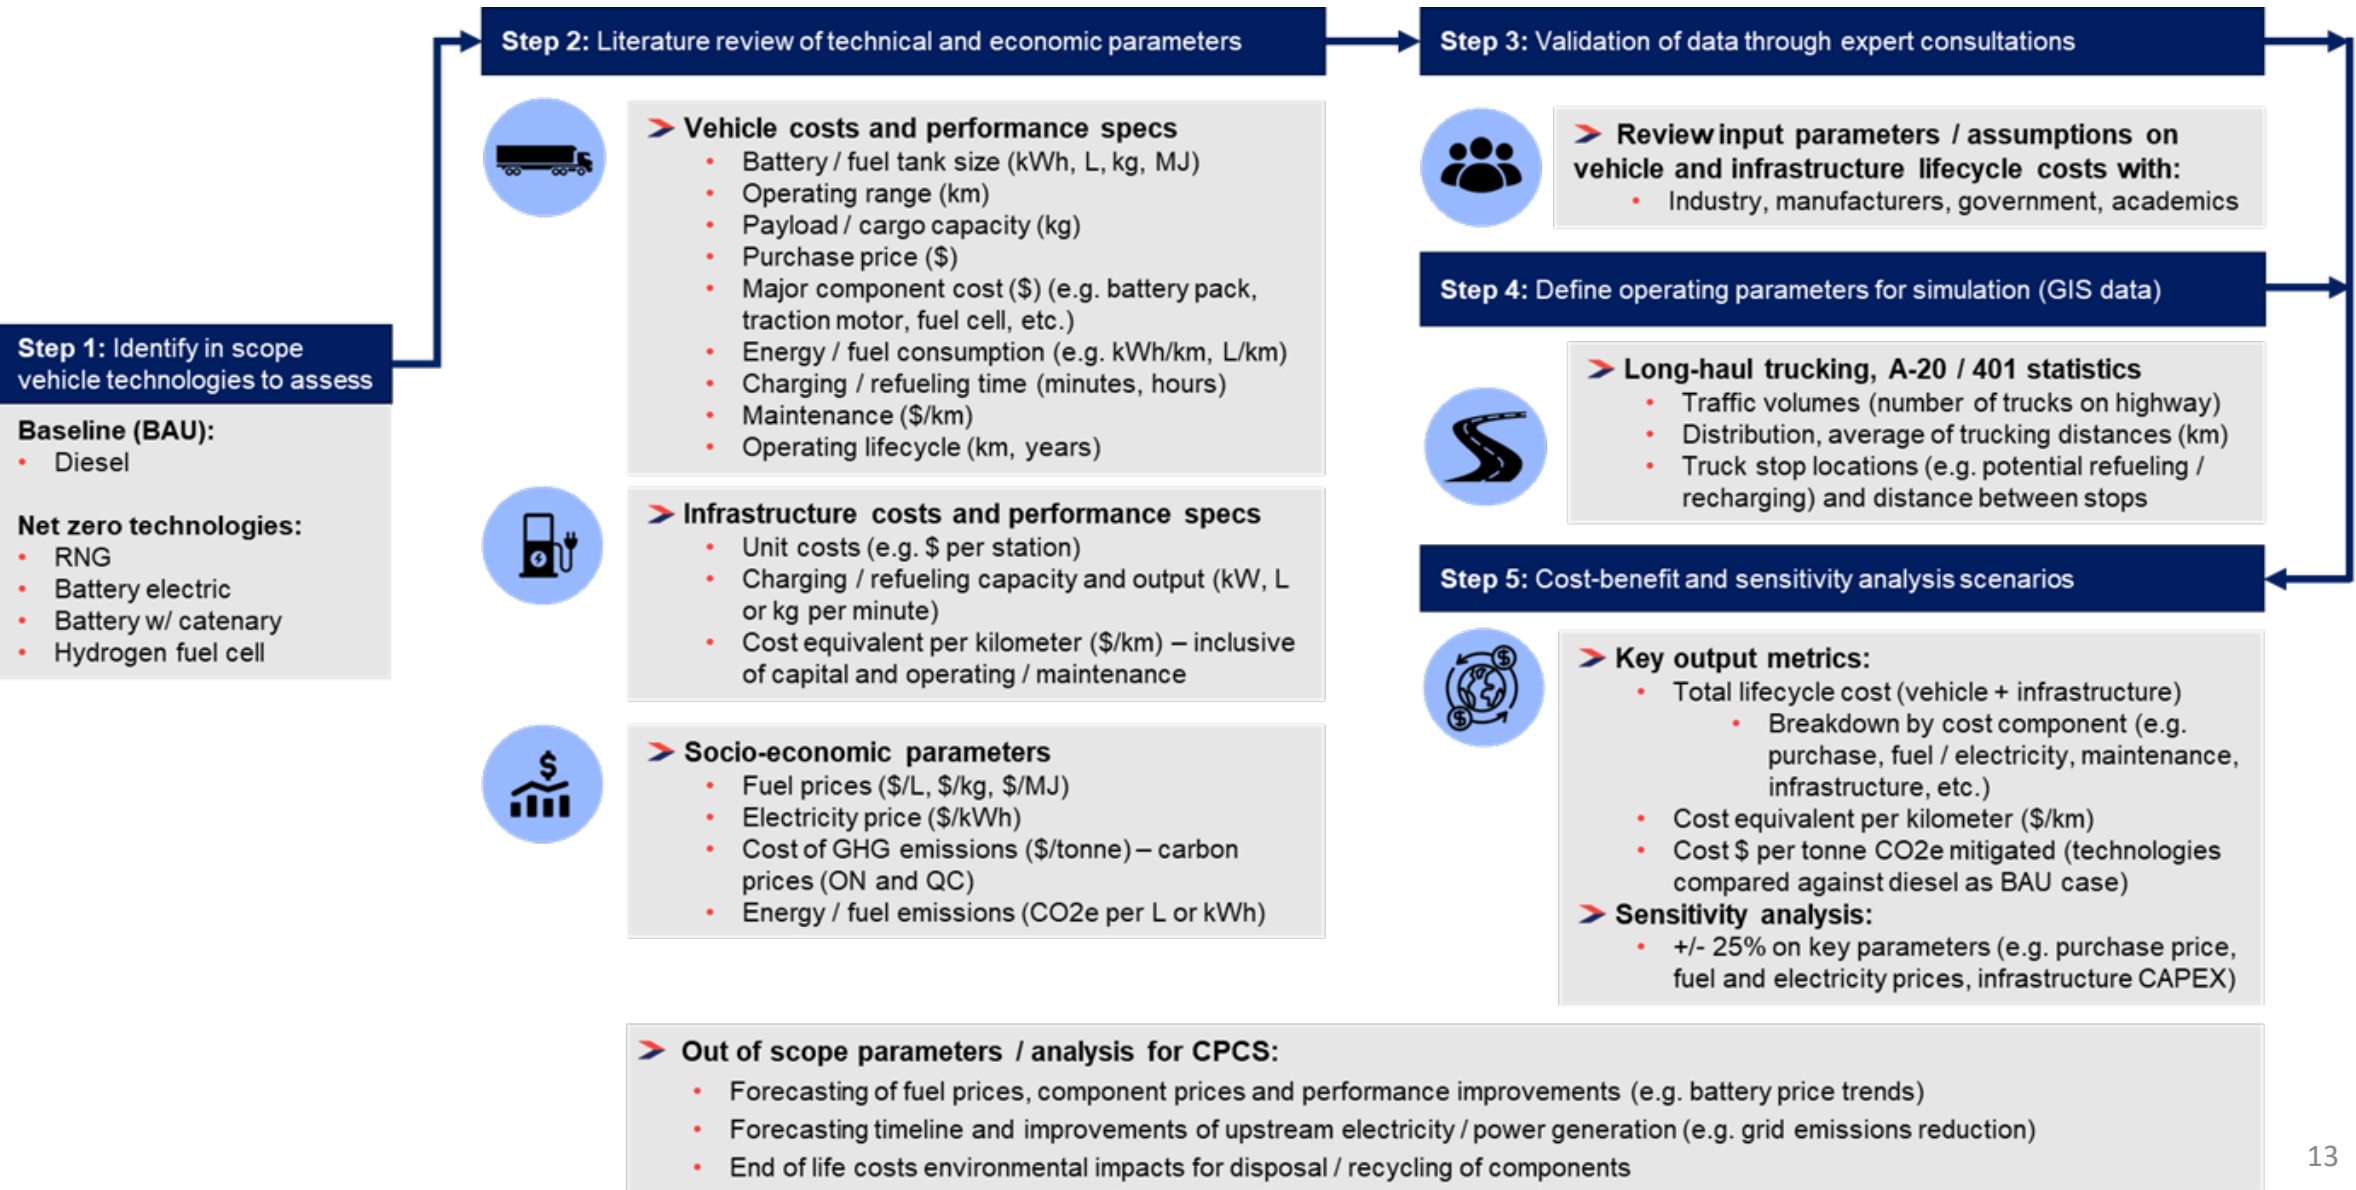 Step 1: Identify in scope
vehicle technologies to assess
Baseline (BAU):
• Diesel
Net zero technologies:
• RNG
• Battery electric
• Battery w/ catenary
• Hydrogen fuel cell
Step 2: Literature review of technical and economic parameters
Vehicle costs and performance specs
• Battery / fuel tank size (kWh, L, kg, MJ)
• Operating range (km)
• Payload / cargo capacity (kg)
• Purchase price ($)
• Major component cost ($) (e.g. battery pack,
traction motor, fuel cell, etc.)
• Energy / fuel consumption (e.g. kWh/km, L/km)
• Charging / refueling time (minutes, hours)
• Maintenance ($/km)
• Operating lifecycle (km, years)
Infrastructure costs and performance specs
• Unit costs (e.g. $ per station)
• Charging / refueling capacity and output (kW, L
or kg per minute)
• Cost equivalent per kilometer ($/km) – inclusive
of capital and operating / maintenance
$
Socio-economic parameters
• Fuel prices ($/L, $/kg, $/MJ)
• Electricity price ($/kWh)
• Cost of GHG emissions ($/tonne) – carbon
prices (ON and QC)
• Energy / fuel emissions (CO2e per L or kWh)
Step 3: Validation of data through expert consultations
Review input parameters / assumptions on
vehicle and infrastructure lifecycle costs with:
• Industry, manufacturers, government, academics
Step 4: Define operating parameters for simulation (GIS data)
Long-haul trucking, A-20 / 401 statistics
• Traffic volumes (number of trucks on highway)
• Distribution, average of trucking distances (km)
• Truck stop locations (e.g. potential refueling /
recharging) and distance between stops
Step 5: Cost-benefit and sensitivity analysis scenarios
$
$
Key output metrics:
• Total lifecycle cost (vehicle + infrastructure)
• Breakdown by cost component (e.g.
purchase, fuel / electricity, maintenance,
infrastructure, etc.)
• Cost equivalent per kilometer ($/km)
• Cost $ per tonne CO2e mitigated (technologies
compared against diesel as BAU case)
Sensitivity analysis:
• +/- 25% on key parameters (e.g. purchase price,
fuel and electricity prices, infrastructure CAPEX)
Out of scope parameters / analysis for CPCS:
• Forecasting of fuel prices, component prices and performance improvements (e.g. battery price trends)
• Forecasting timeline and improvements of upstream electricity / power generation (e.g. grid emissions reduction)
• End of life costs environmental impacts for disposal / recycling of components
13